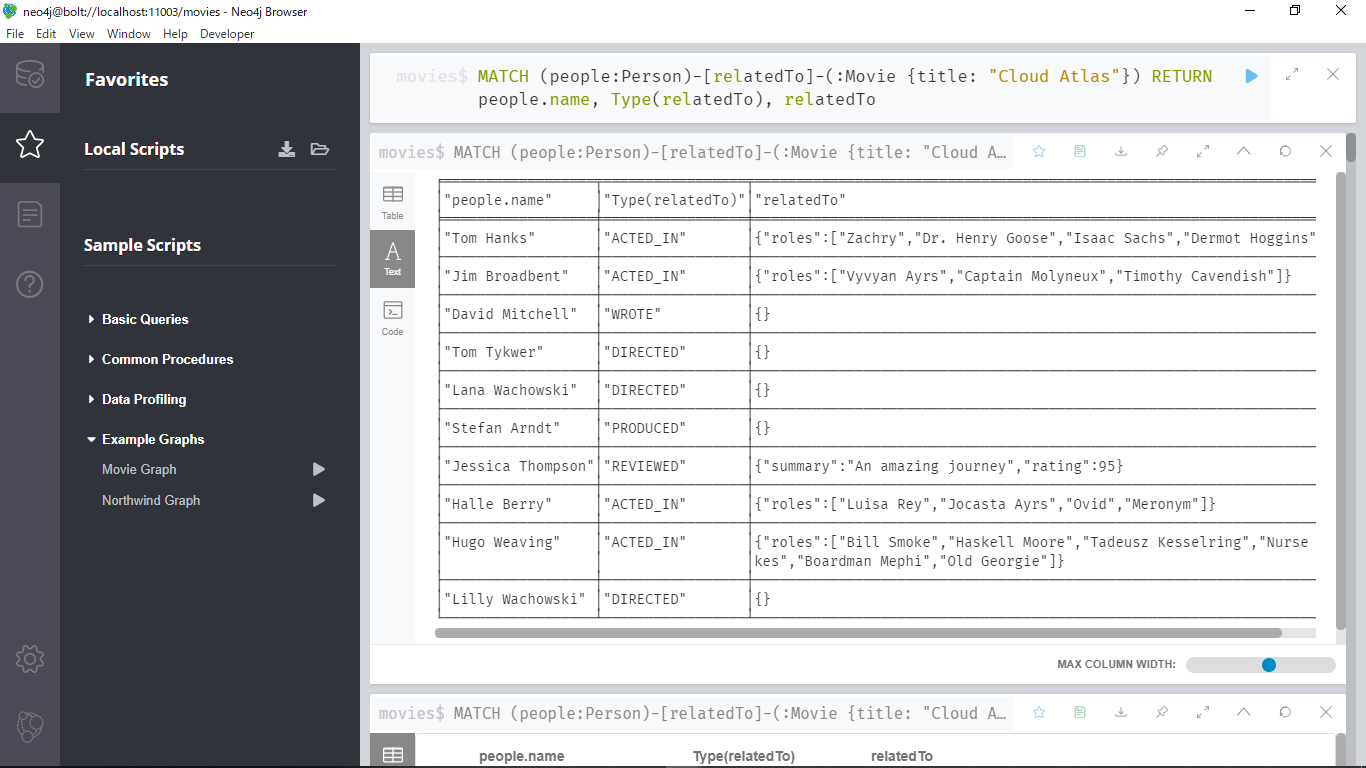 neo4j@bolt://localhost:11003/movies - Neo4j Browser
File Edit View Window Help Developer
Favorites
Local Scripts
Sample Scripts
Basic Queries
Common Procedures
Data Profiling
Example Graphs
Movie Graph
Northwind Graph
movies$ MATCH (people:Person)-[relatedTo]-(:Movie {title: "Cloud Atlas"}) RETURN
people.name, Type(relatedTo), relatedTo
movies$ MATCH (people:Person)-[relatedTo]-(:Movie {title: "Cloud A…
Table
A
Text
Code
"people.name" "Type(relatedTo)" "relatedTo"
"Tom Hanks" "ACTED_IN" {"roles":["Zachry","Dr. Henry Goose","Isaac Sachs","Dermot Hoggins"
"Jim Broadbent" "ACTED_IN" {"roles":["Vyvyan Ayrs","Captain Molyneux","Timothy Cavendish"]}
"David Mitchell" "WROTE" {}
"Tom Tykwer" "DIRECTED" {}
"Lana Wachowski" "DIRECTED" {}
"Stefan Arndt" "PRODUCED" {}
"Jessica Thompson" "REVIEWED" {"summary":"An amazing journey","rating":95}
"Halle Berry" "ACTED_IN" {"roles":["Luisa Rey","Jocasta Ayrs","Ovid","Meronym"]}
"Hugo Weaving" "ACTED_IN" {"roles":["Bill Smoke","Haskell Moore","Tadeusz Kesselring","Nurse
kes","Boardman Mephi","Old Georgie"]}
"Lilly Wachowski" "DIRECTED" {}
MAX COLUMN WIDTH:
movies$ MATCH (people:Person)-[relatedTo]-(:Movie {title: "Cloud A…
people.name Type(relatedTo) relatedTo